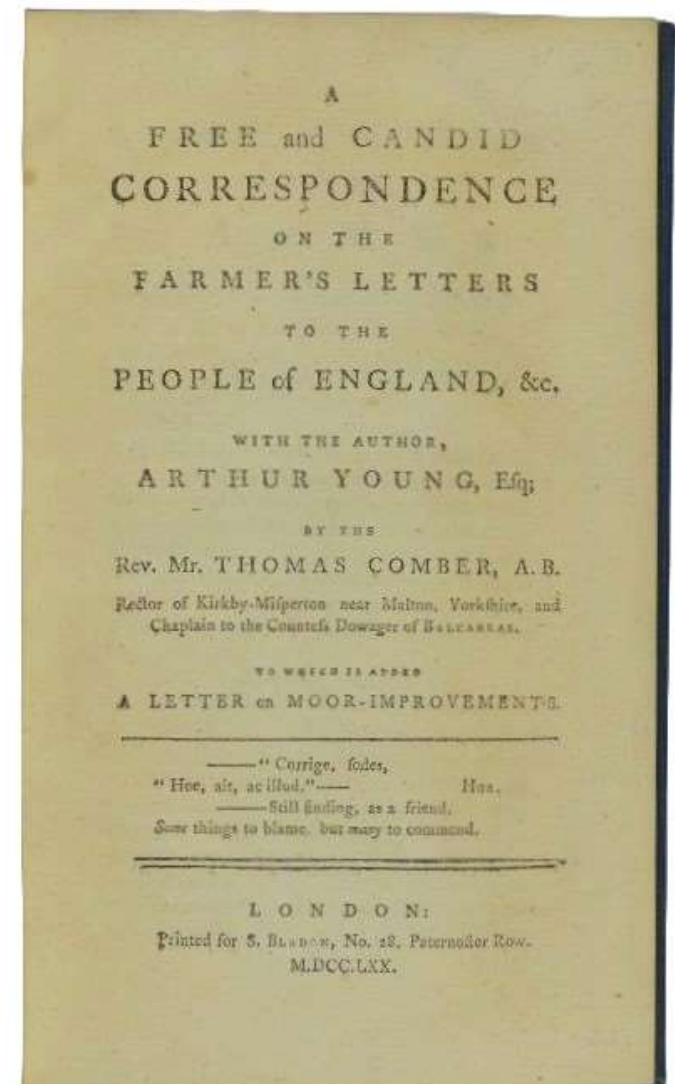 A
FREE and CANDID
CORRESPONDENCE
ON THE
FARMER'S LETTERS
TO THE
PEOPLE of ENGLAND, &c.
WITH THE AUTHOR,
ARTHUR YOUNG, Eſq;
BY THE
Rev. Mr. THOMAS COMBER, A. B.
Rector of Kirkby-Miſperton near Malton, Yorkſhire, and
Chaplain to the Counteſs Dowager of BALCARRAS.
TO WHICH IS ADDED
A LETTER on MOOR-IMPROVEMENTS.
——“ Corrige, ſodes,
“ Hoc, ait, ac illud.”—— HOR.
——Still finding, as a friend,
Some things to blame, but many to commend.
LONDON:
Printed for S. BLADON, No. 28. Paternoſter Row.
M.DCC.LXX.